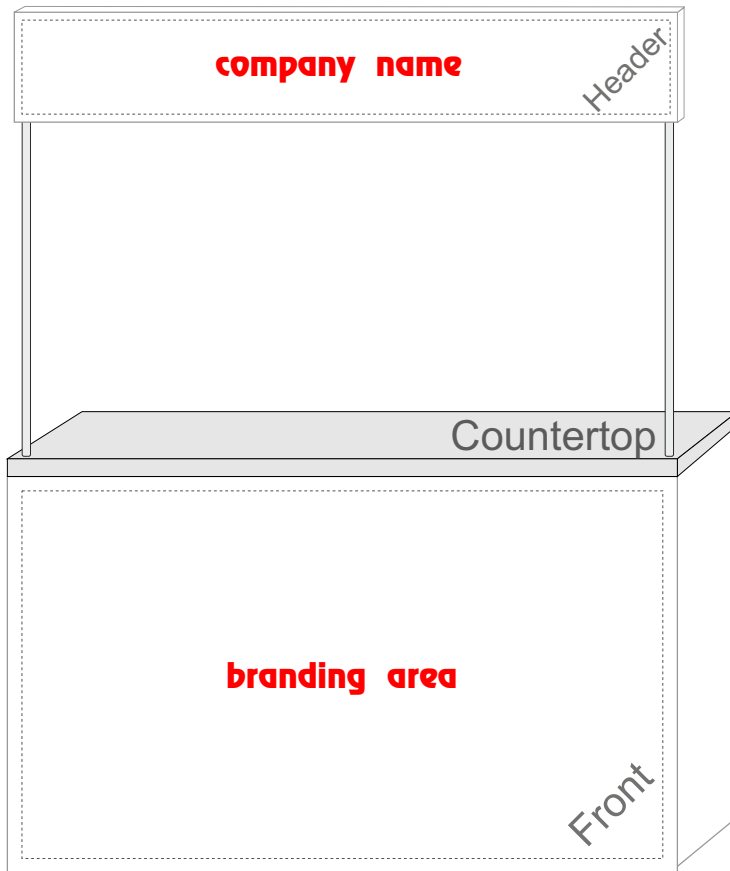 company name
Header
Countertop
branding area
Front